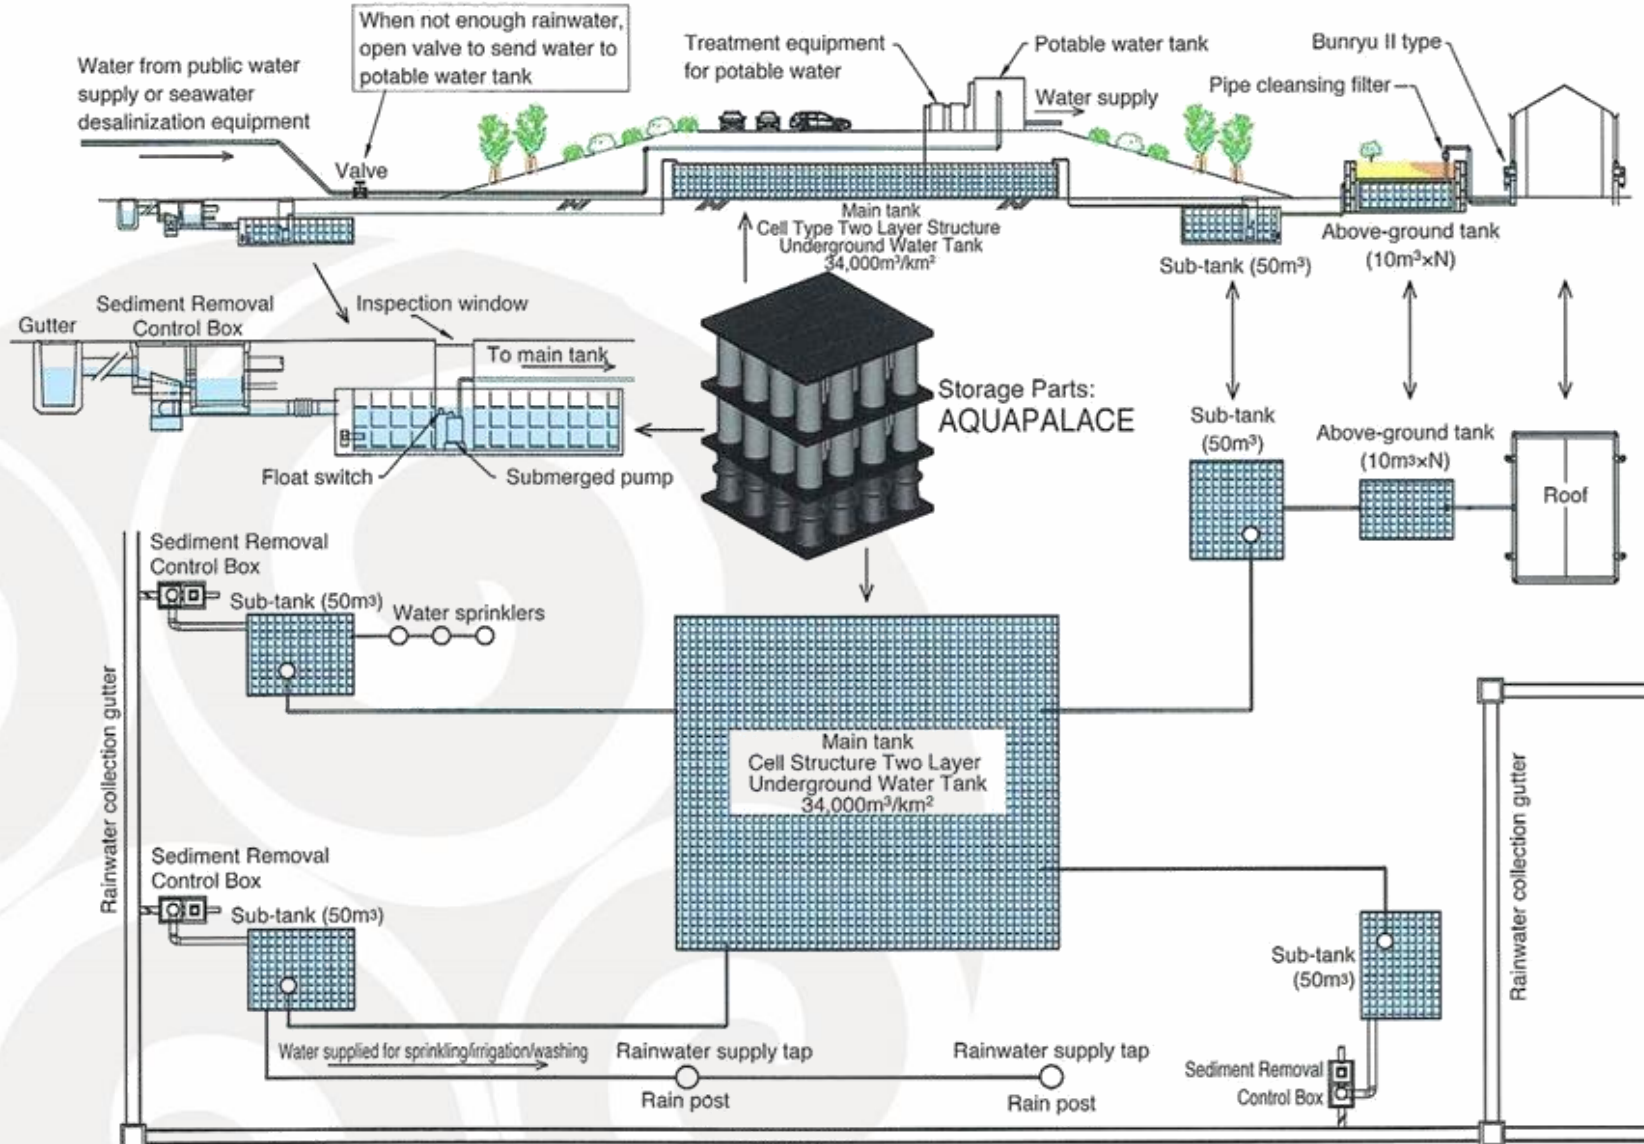 When not enough rainwater,
open valve to send water to
potable water tank
Water from public water
supply or seawater
desalinization equipment
Valve
Treatment equipment
for potable water
Potable water tank
Water supply
Bunryu II type
Pipe cleansing filter
Main tank
Cell Type Two Layer Structure
Underground Water Tank
34,000m³/km²
Sub-tank (50m³)
Above-ground tank
(10m³×N)
Gutter
Sediment Removal
Control Box
Inspection window
To main tank
Float switch
Submerged pump
Storage Parts:
AQUAPALACE
Sub-tank
(50m³)
Above-ground tank
(10m³×N)
Roof
Sediment Removal
Control Box
Sub-tank (50m³)
Water sprinklers
Rainwater collection gutter
Main tank
Cell Structure Two Layer
Underground Water Tank
34,000m³/km²
Sediment Removal
Control Box
Sub-tank (50m³)
Water supplied for sprinkling/irrigation/washing
Rainwater supply tap
Rain post
Rainwater supply tap
Rain post
Sub-tank
(50m³)
Sediment Removal
Control Box
Rainwater collection gutter